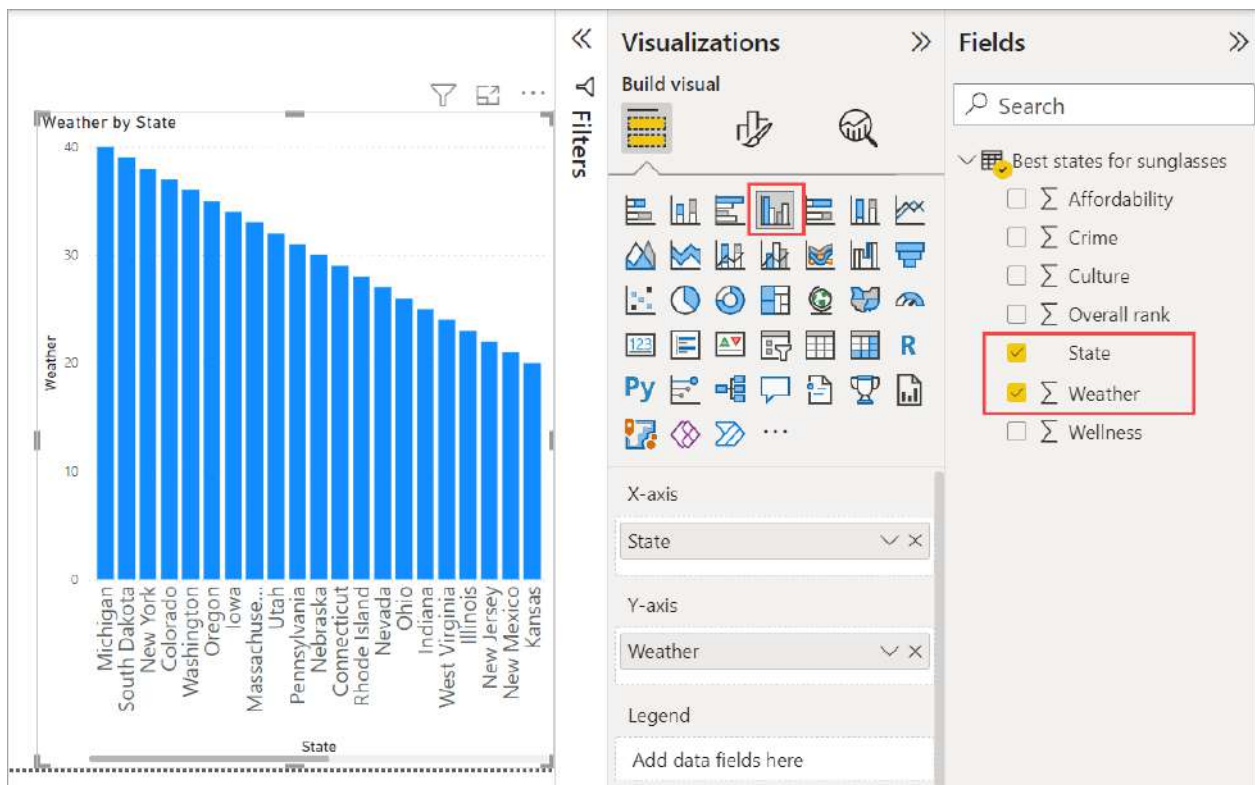 Weather by State
40
30
20
10
0
Weather
Michigan
South Dakota
New York
Colorado
Washington
Oregon
Iowa
Massachuse...
Utah
Pennsylvania
Nebraska
Connecticut
Rhode Island
Nevada
Ohio
Indiana
West Virginia
Illinois
New Jersey
New Mexico
Kansas
State
Filters
Visualizations
Build visual
123
R
Py
X-axis
State
Y-axis
Weather
Legend
Add data fields here
Fields
Search
Best states for sunglasses
∑ Affordability
∑ Crime
∑ Culture
∑ Overall rank
State
∑ Weather
∑ Wellness